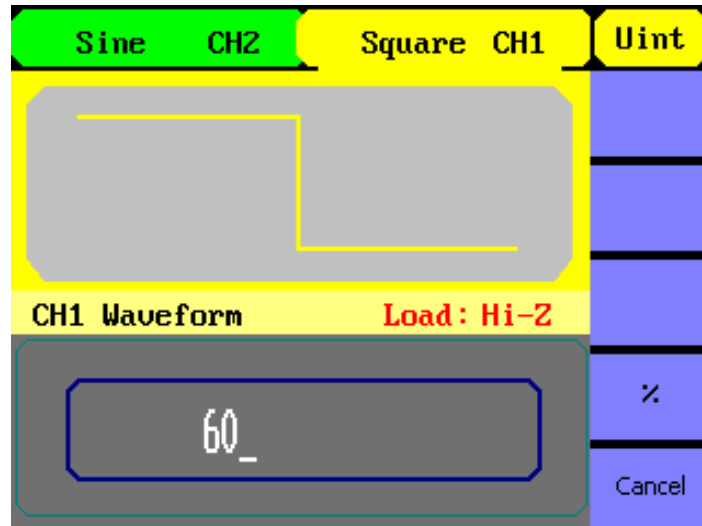 Sine CH2 Square CH1 Uint
CH1 Waveform Load: Hi-Z
60_
%
Cancel